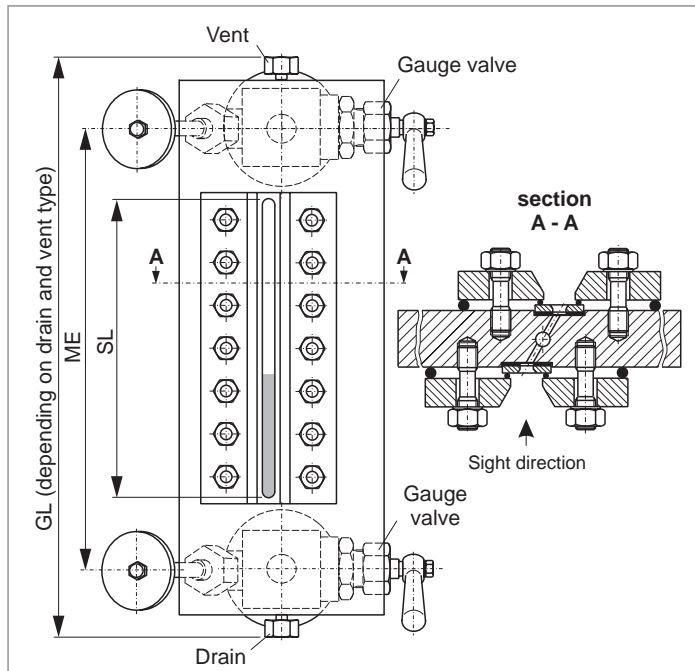 Vent
Gauge valve
GL (depending on drain and vent type)
ME
SL
A
A
section
A - A
Sight direction
Gauge
valve
Drain